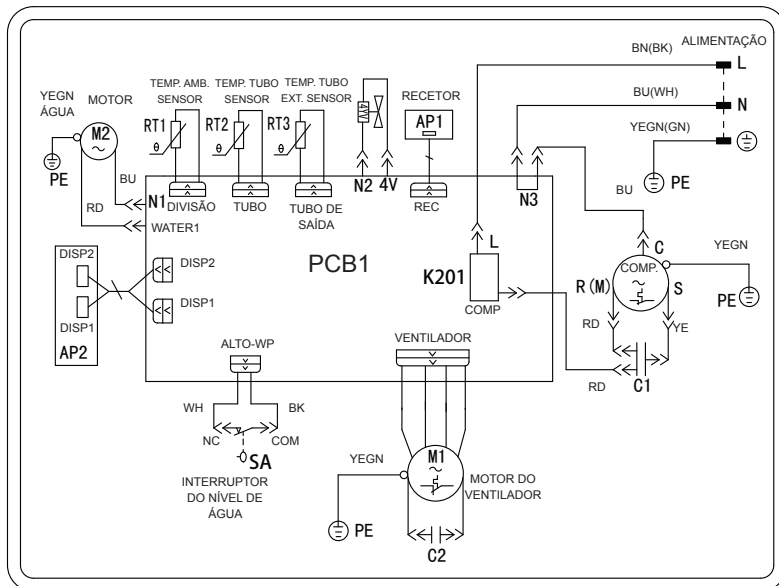 BN(BK)
ALIMENTAÇÃO
L
BU(WH)
N
YEGN(GN)
PE
YEGN
ÁGUA
MOTOR
M2
PE
BU
RD
N1
WATER1
TEMP. AMB.
SENSOR
RT1
θ
DIVISÃO
TEMP. TUBO
SENSOR
RT2
θ
TUBO
TEMP. TUBO
EXT. SENSOR
RT3
θ
TUBO DE
SAÍDA
4V
N2
4V
RECETOR
AP1
REC
N3
BU
L
K201
COMP
PCB1
C
COMP.
R(M)
S
YEGN
PE
RD
YE
RD
C1
DISP2
DISP1
AP2
DISP2
DISP1
ALTO-WP
WH
BK
NC
COM
SA
INTERRUPTOR
DO NÍVEL DE
ÁGUA
VENTILADOR
YEGN
PE
M1
MOTOR DO
VENTILADOR
C2